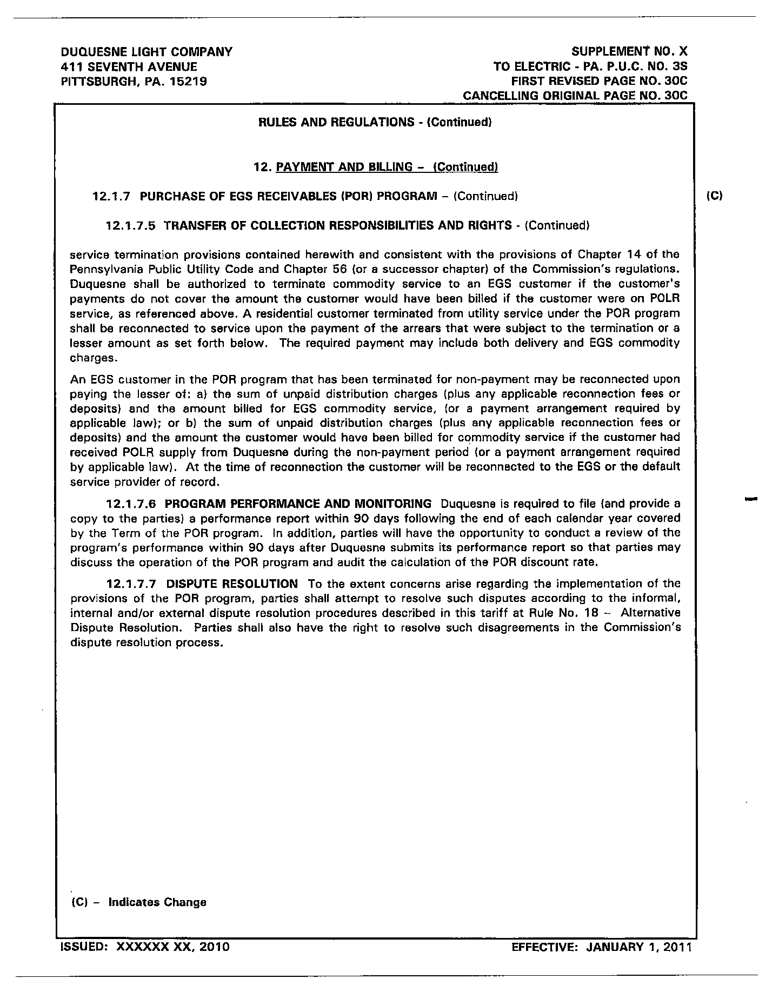 DUQUESNE LIGHT COMPANY
411 SEVENTH AVENUE
PITTSBURGH, PA. 15219
SUPPLEMENT NO. X
TO ELECTRIC - PA. P.U.C. NO. 3S
FIRST REVISED PAGE NO. 30C
CANCELLING ORIGINAL PAGE NO. 30C
RULES AND REGULATIONS - (Continued)
12. PAYMENT AND BILLING – (Continued)
12.1.7 PURCHASE OF EGS RECEIVABLES (POR) PROGRAM – (Continued) (C)
12.1.7.5 TRANSFER OF COLLECTION RESPONSIBILITIES AND RIGHTS - (Continued)
service termination provisions contained herewith and consistent with the provisions of Chapter 14 of the
Pennsylvania Public Utility Code and Chapter 56 (or a successor chapter) of the Commission's regulations.
Duquesne shall be authorized to terminate commodity service to an EGS customer if the customer's
payments do not cover the amount the customer would have been billed if the customer were on POLR
service, as referenced above. A residential customer terminated from utility service under the POR program
shall be reconnected to service upon the payment of the arrears that were subject to the termination or a
lesser amount as set forth below. The required payment may include both delivery and EGS commodity
charges.
An EGS customer in the POR program that has been terminated for non-payment may be reconnected upon
paying the lesser of: a) the sum of unpaid distribution charges (plus any applicable reconnection fees or
deposits) and the amount billed for EGS commodity service, (or a payment arrangement required by
applicable law); or b) the sum of unpaid distribution charges (plus any applicable reconnection fees or
deposits) and the amount the customer would have been billed for commodity service if the customer had
received POLR supply from Duquesne during the non-payment period (or a payment arrangement required
by applicable law). At the time of reconnection the customer will be reconnected to the EGS or the default
service provider of record.
12.1.7.6 PROGRAM PERFORMANCE AND MONITORING Duquesne is required to file (and provide a
copy to the parties) a performance report within 90 days following the end of each calendar year covered
by the Term of the POR program. In addition, parties will have the opportunity to conduct a review of the
program's performance within 90 days after Duquesne submits its performance report so that parties may
discuss the operation of the POR program and audit the calculation of the POR discount rate.
12.1.7.7 DISPUTE RESOLUTION To the extent concerns arise regarding the implementation of the
provisions of the POR program, parties shall attempt to resolve such disputes according to the informal,
internal and/or external dispute resolution procedures described in this tariff at Rule No. 18 – Alternative
Dispute Resolution. Parties shall also have the right to resolve such disagreements in the Commission's
dispute resolution process.
(C) – Indicates Change
ISSUED: XXXXXX XX, 2010
EFFECTIVE: JANUARY 1, 2011